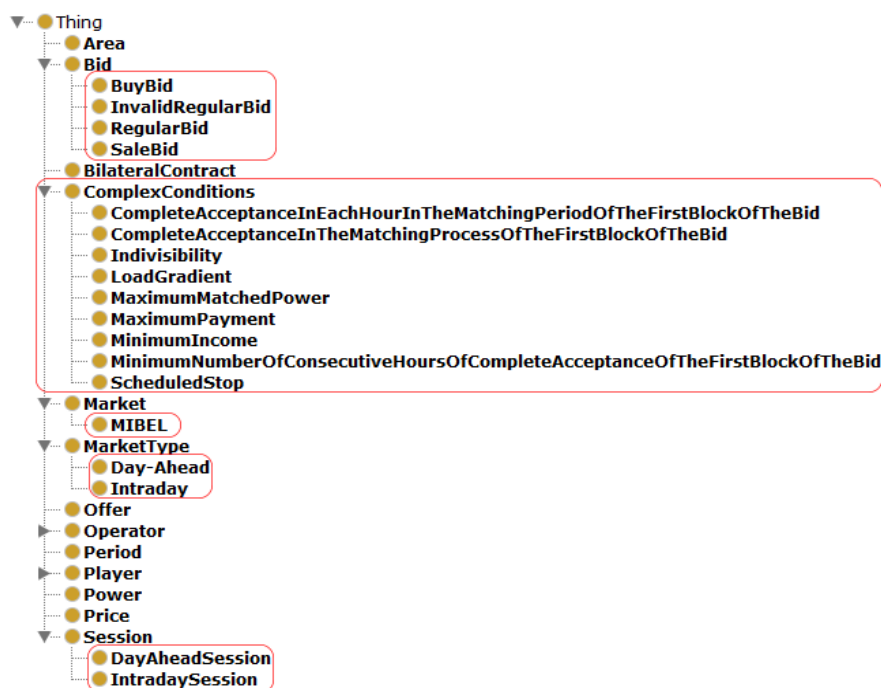 Thing
Area
Bid
BuyBid
InvalidRegularBid
RegularBid
SaleBid
BilateralContract
ComplexConditions
CompleteAcceptanceInEachHourInTheMatchingPeriodOfTheFirstBlockOfTheBid
CompleteAcceptanceInTheMatchingProcessOfTheFirstBlockOfTheBid
Indivisibility
LoadGradient
MaximumMatchedPower
MaximumPayment
MinimumIncome
MinimumNumberOfConsecutiveHoursOfCompleteAcceptanceOfTheFirstBlockOfTheBid
ScheduledStop
Market
MIBEL
MarketType
Day-Ahead
Intraday
Offer
Operator
Period
Player
Power
Price
Session
DayAheadSession
IntradaySession